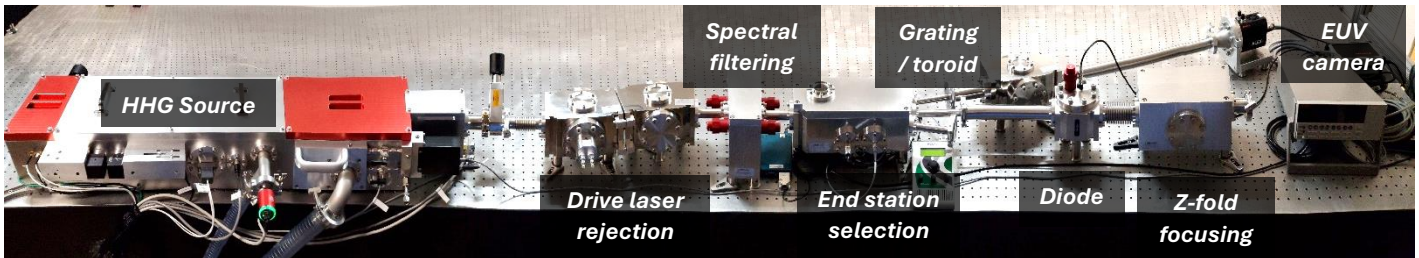 HHG Source
Drive laser
rejection
Spectral
filtering
End station
selection
Grating
/ toroid
Diode
Z-fold
focusing
EUV
camera